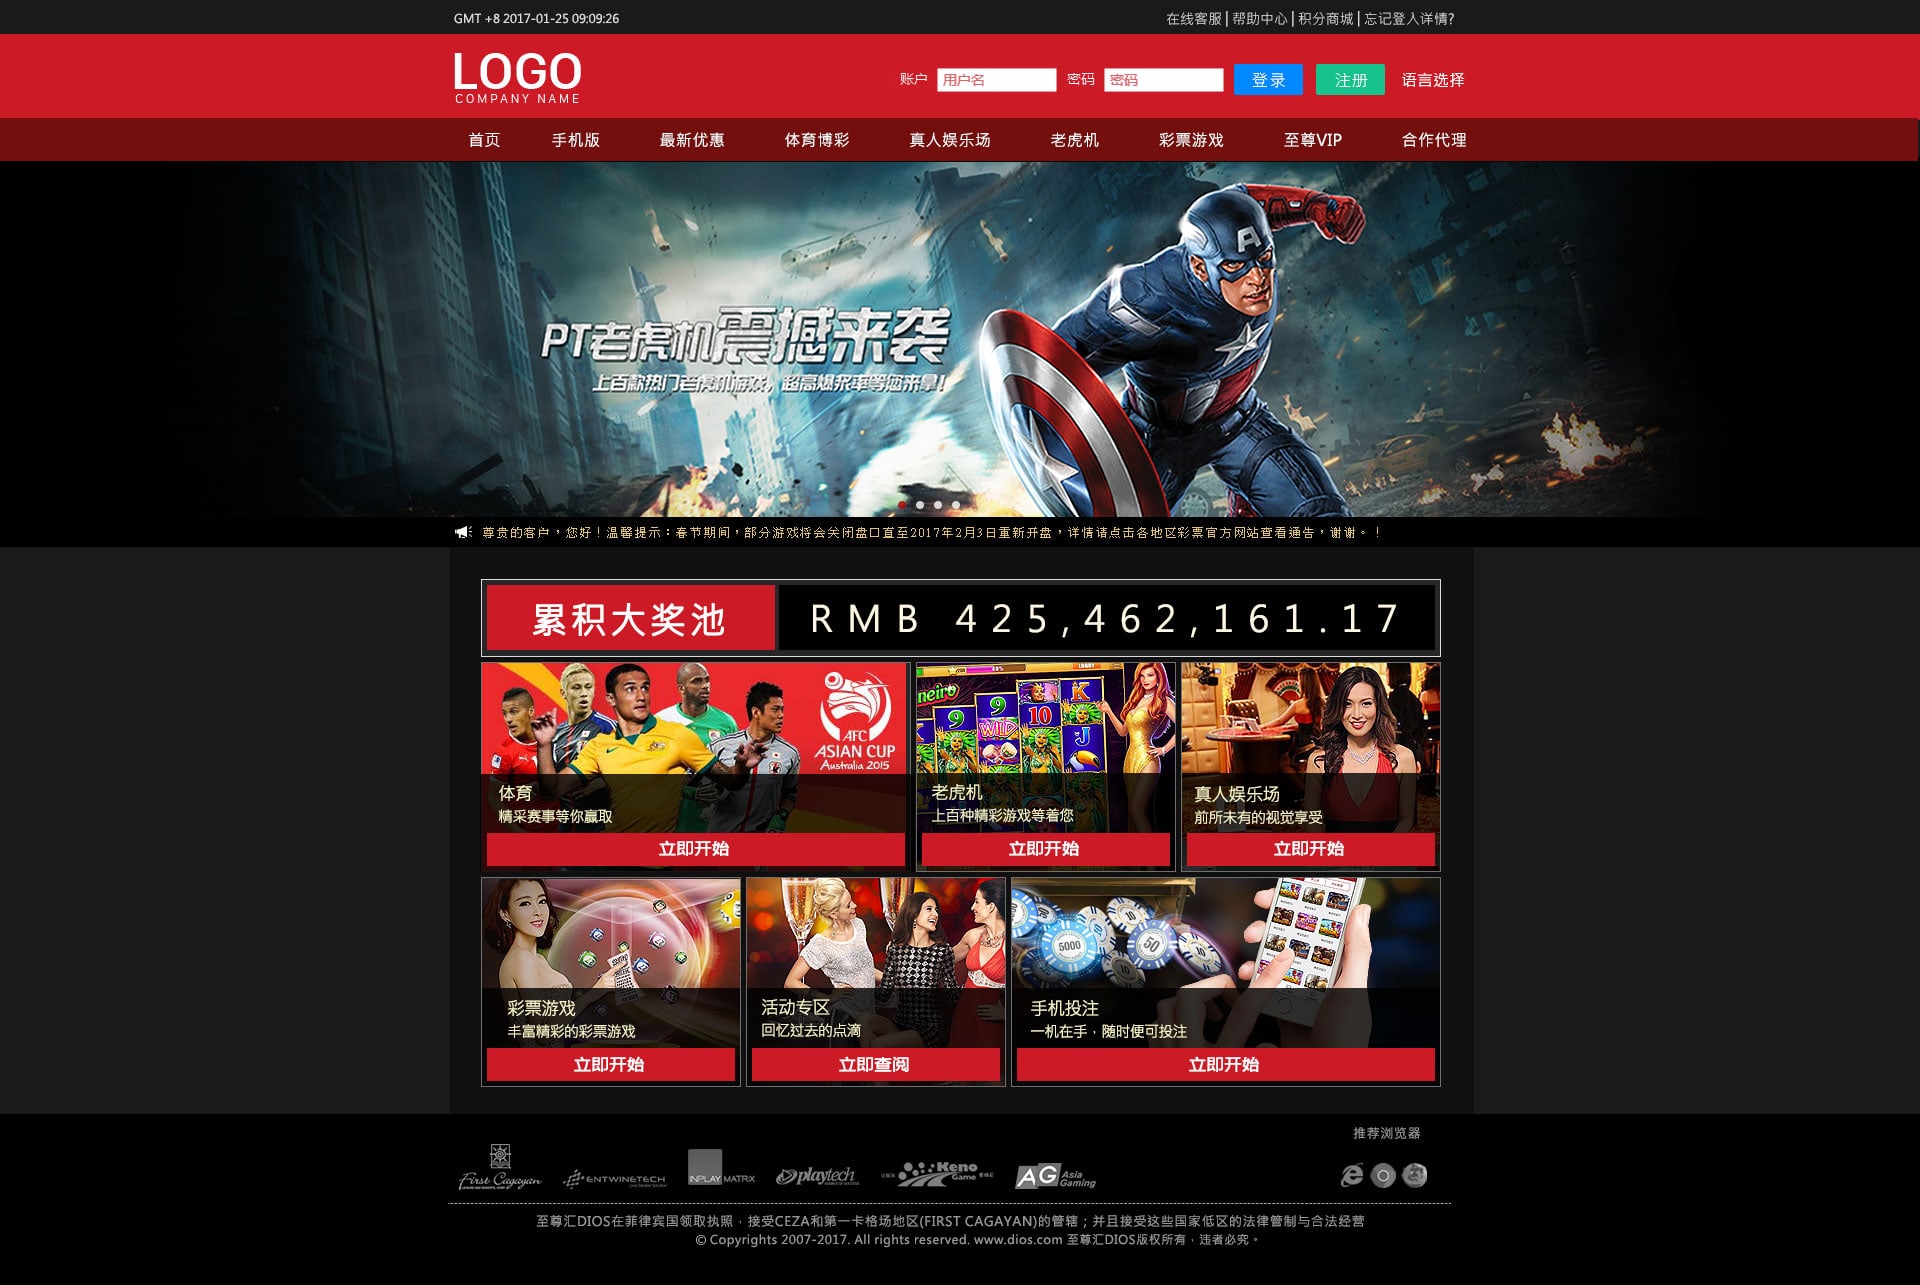 GMT +8 2017-01-25 09:09:26
在线客服 | 帮助中心 | 积分商城 | 忘记登入详情?
LOGO
COMPANY NAME
账户 用户名 密码 密码 登录 注册 语言选择
首页 手机版 最新优惠 体育博彩 真人娱乐场 老虎机 彩票游戏 至尊VIP 合作代理
PT老虎机震撼来袭
上百款热门老虎机游戏，超高爆来率等您来拿!
尊贵的客户，您好！温馨提示：春节期间，部分游戏将会关闭盘口直至2017年2月3日重新开盘，详情请点击各地区彩票官方网站查看通告，谢谢。！
累积大奖池
RMB 425,462,161.17
AFC
ASIAN CUP
Australia 2015
体育
精采赛事等你赢取
立即开始
neiro
9 9 10 K
WILD J
老虎机
上百种精彩游戏等着您
立即开始
真人娱乐场
前所未有的视觉享受
立即开始
彩票游戏
丰富精彩的彩票游戏
立即开始
活动专区
回忆过去的点滴
立即查阅
5000 50 10 10
手机投注
一机在手，随时便可投注
立即开始
推荐浏览器
First Cagayan
ENTWINETECH
INPLAY MATRIX
playtech
Keno Game
AG Asia Gaming
至尊汇DIOS在菲律宾国领取执照，接受CEZA和第一卡格场地区(FIRST CAGAYAN)的管辖；并且接受这些国家低区的法律管制与合法经营
© Copyrights 2007-2017. All rights reserved. www.dios.com 至尊汇DIOS版权所有，违者必究。